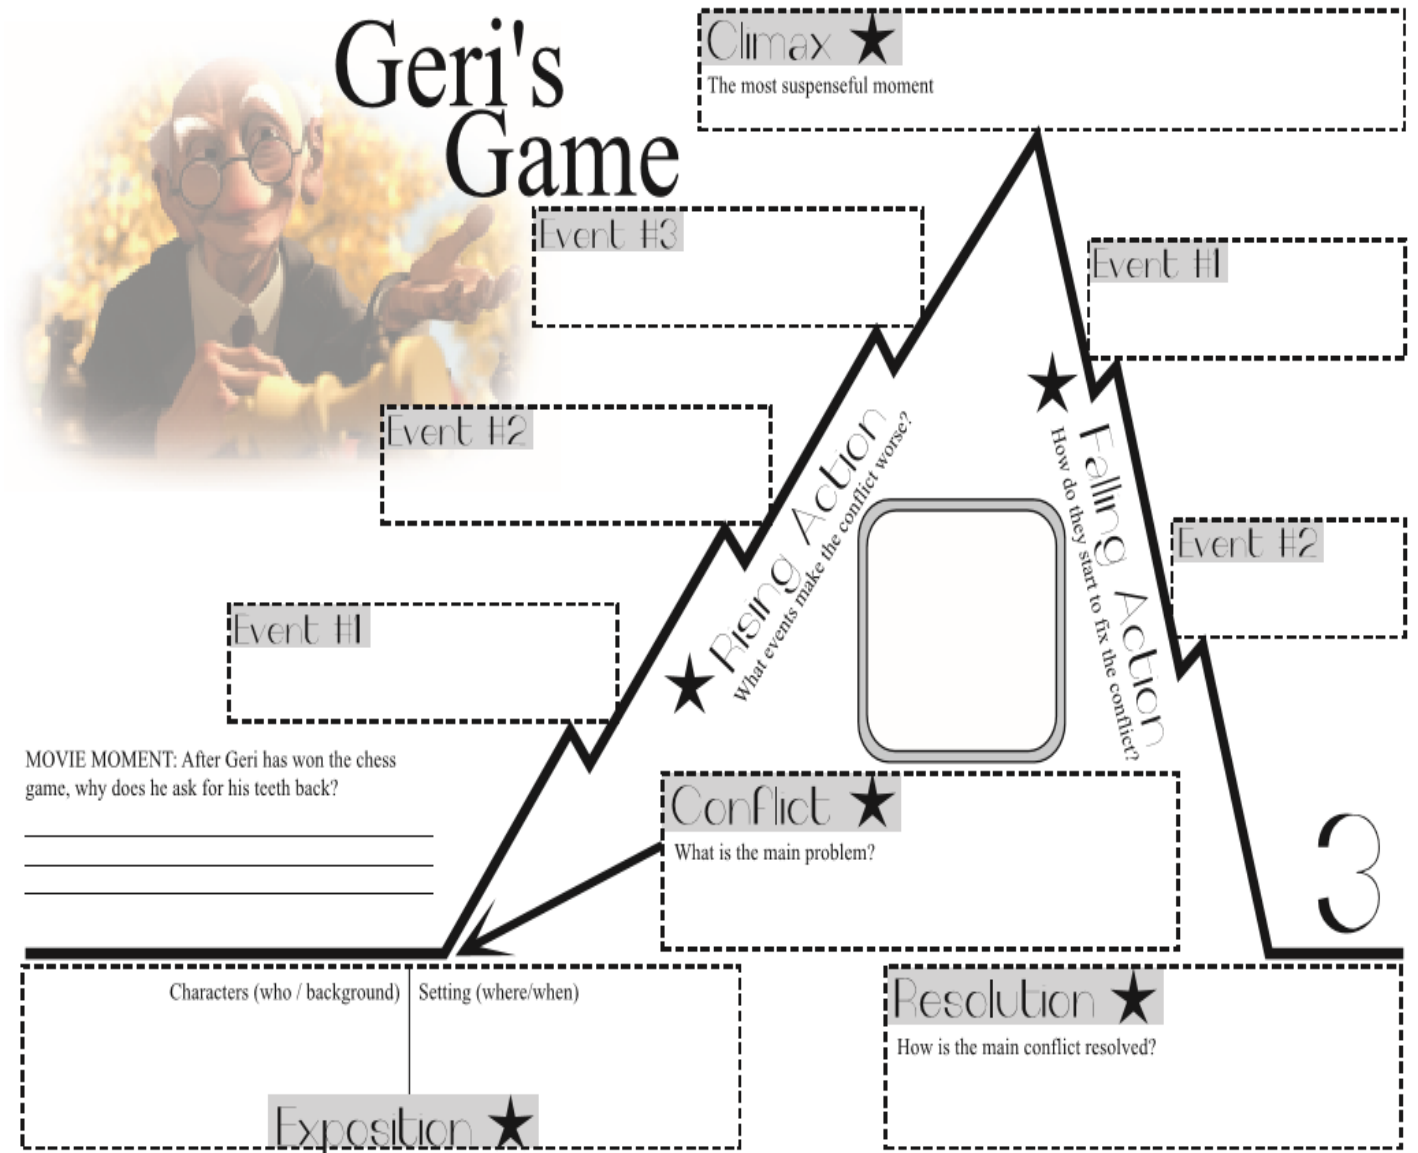 Geri's
Game
Climax
The most suspenseful moment
Event #3
Event #1
Event #2
Event #2
Event #1
Rising Action
What events make the conflict worse?
Falling Action
How do they start to fix the conflict?
MOVIE MOMENT: After Geri has won the chess
game, why does he ask for his teeth back?
Conflict
What is the main problem?
3
Characters (who / background)
Setting (where/when)
Exposition
Resolution
How is the main conflict resolved?